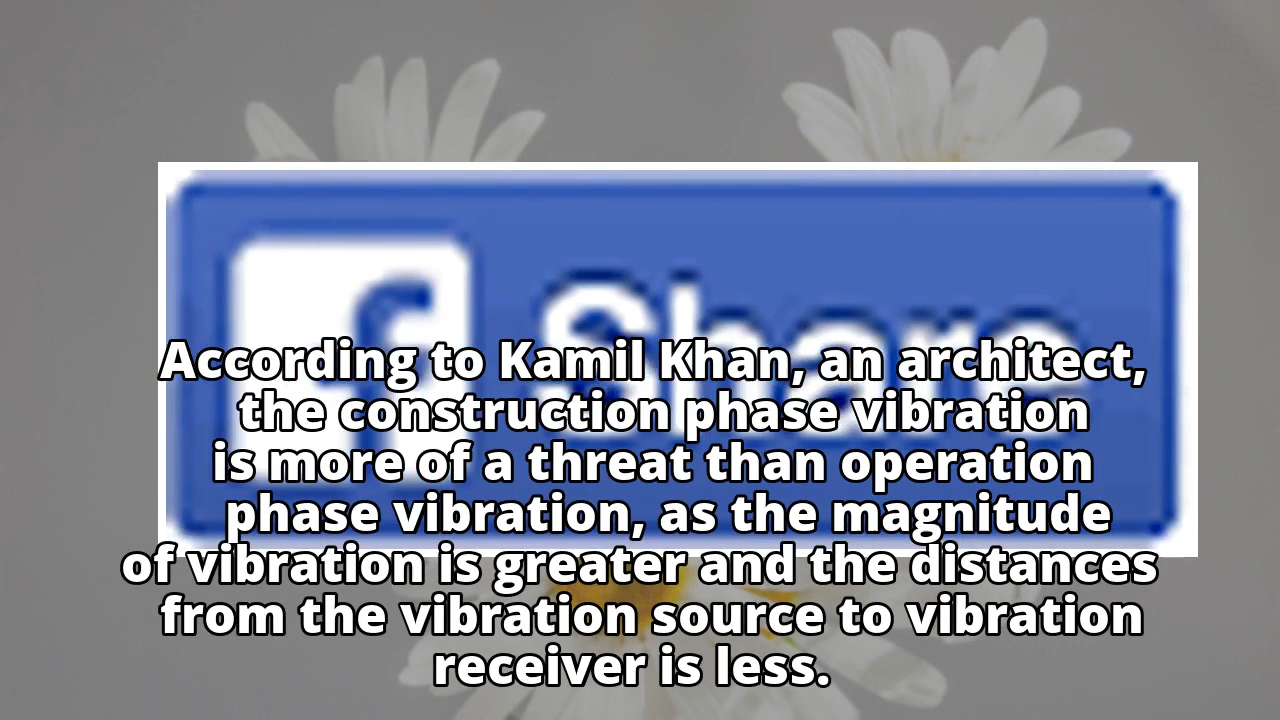 Share
According to Kamil Khan, an architect,
the construction phase vibration
is more of a threat than operation
phase vibration, as the magnitude
of vibration is greater and the distances
from the vibration source to vibration
receiver is less.